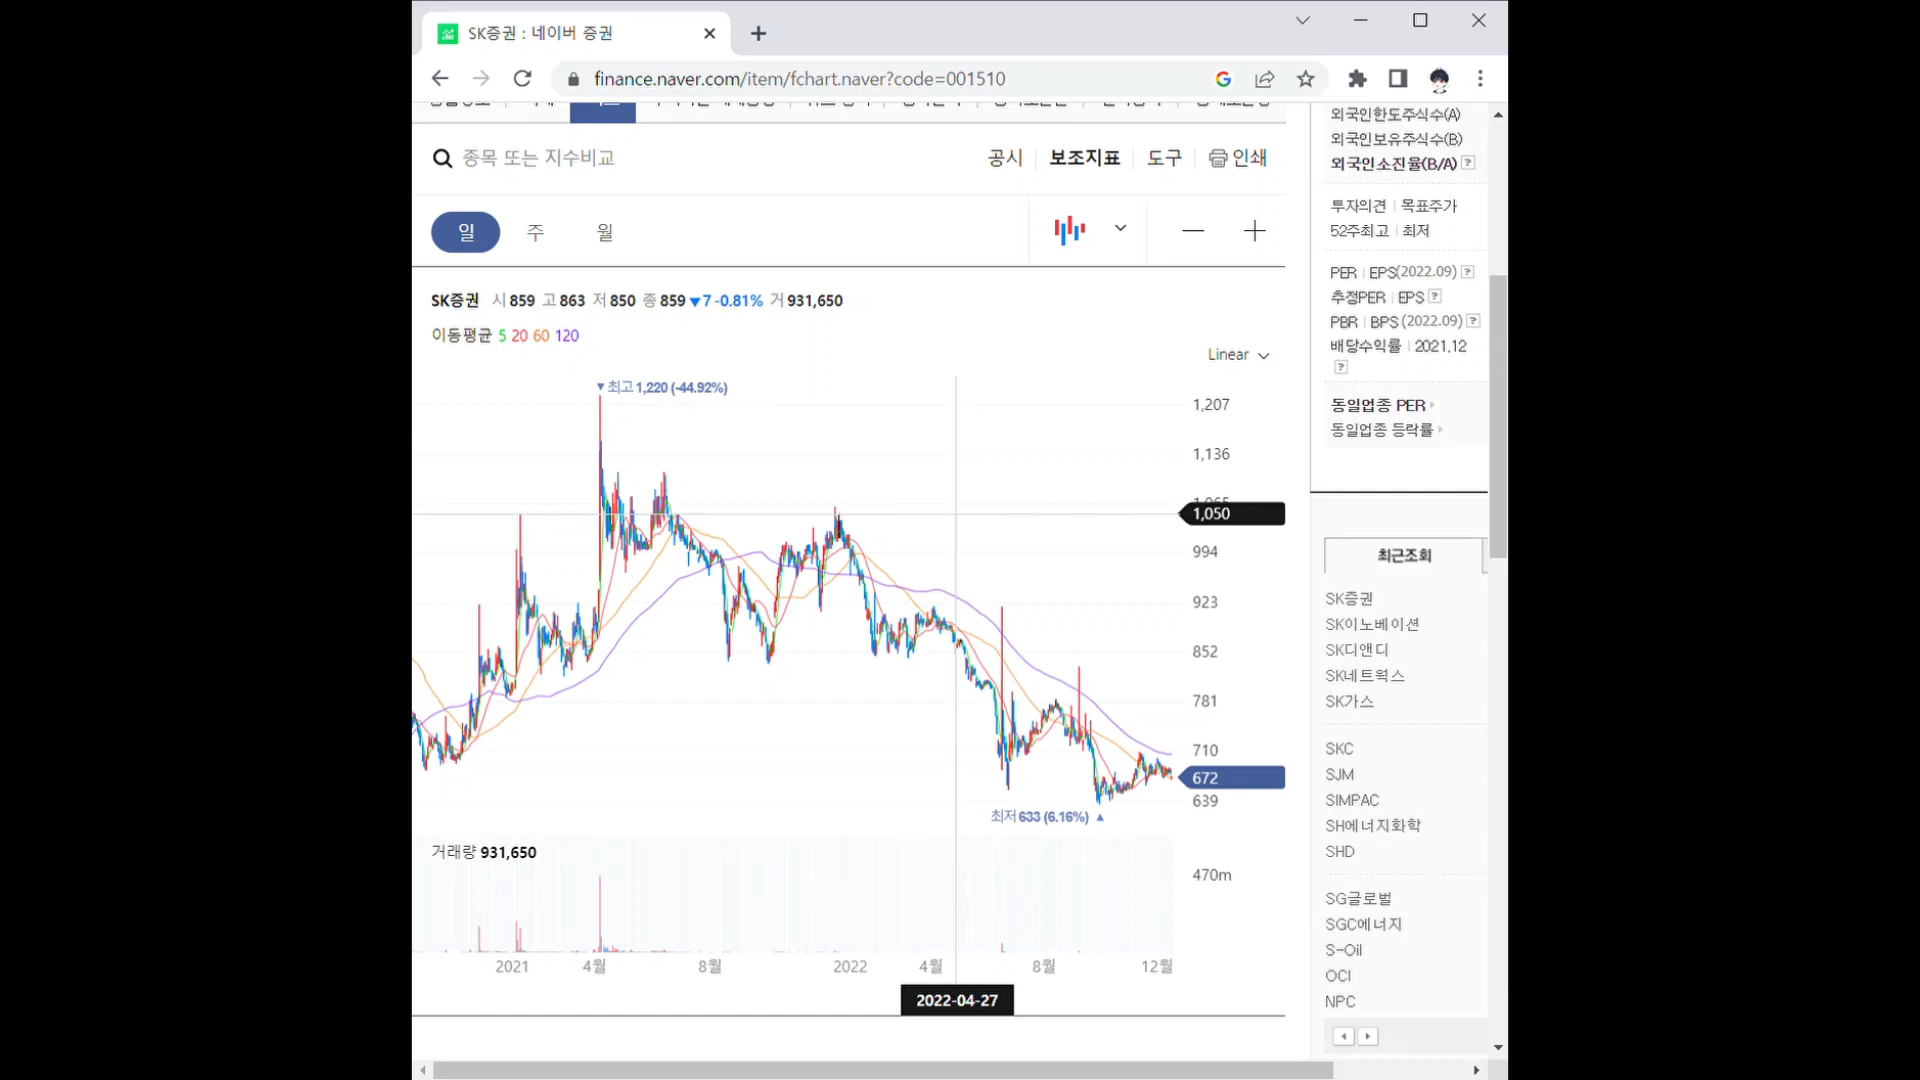 SK증권 : 네이버 증권
finance.naver.com/item/fchart.naver?code=001510
종목 또는 지수비교
공시 보조지표 도구 인쇄
일 주 월
SK증권 시 859 고 863 저 850 종 859 ▼7 -0.81% 거 931,650
이동평균 5 20 60 120
Linear
▼최고 1,220 (-44.92%)
1,207
1,136
1,065
1,050
994
923
852
781
710
672
639
최저 633 (6.16%) ▲
거래량 931,650
470m
2021 4월 8월 2022 4월 8월 12월
2022-04-27
외국인한도주식수(A)
외국인보유주식수(B)
외국인소진율(B/A) ?
투자의견 | 목표주가
52주최고 | 최저
PER | EPS(2022.09) ?
추정PER | EPS ?
PBR | BPS (2022.09) ?
배당수익률 | 2021.12
?
동일업종 PER
동일업종 등락률
최근조회
SK증권
SK이노베이션
SK디앤디
SK네트웍스
SK가스
SKC
SJM
SIMPAC
SH에너지화학
SHD
SG글로벌
SGC에너지
S-Oil
OCI
NPC